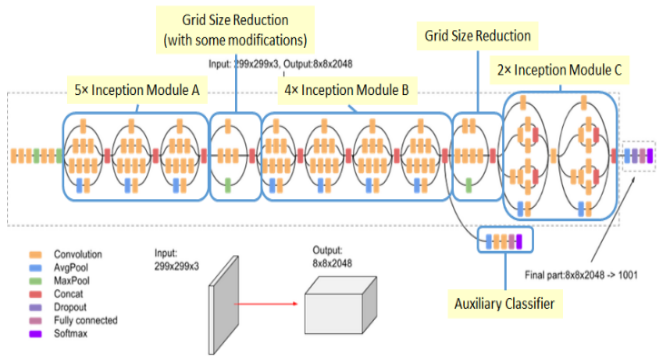 Grid Size Reduction
(with some modifications)
Grid Size Reduction
Input: 299x299x3, Output:8x8x2048
2× Inception Module C
5× Inception Module A
4× Inception Module B
Convolution
AvgPool
MaxPool
Concat
Dropout
Fully connected
Softmax
Input:
299x299x3
Output:
8x8x2048
Final part:8x8x2048 -> 1001
Auxiliary Classifier